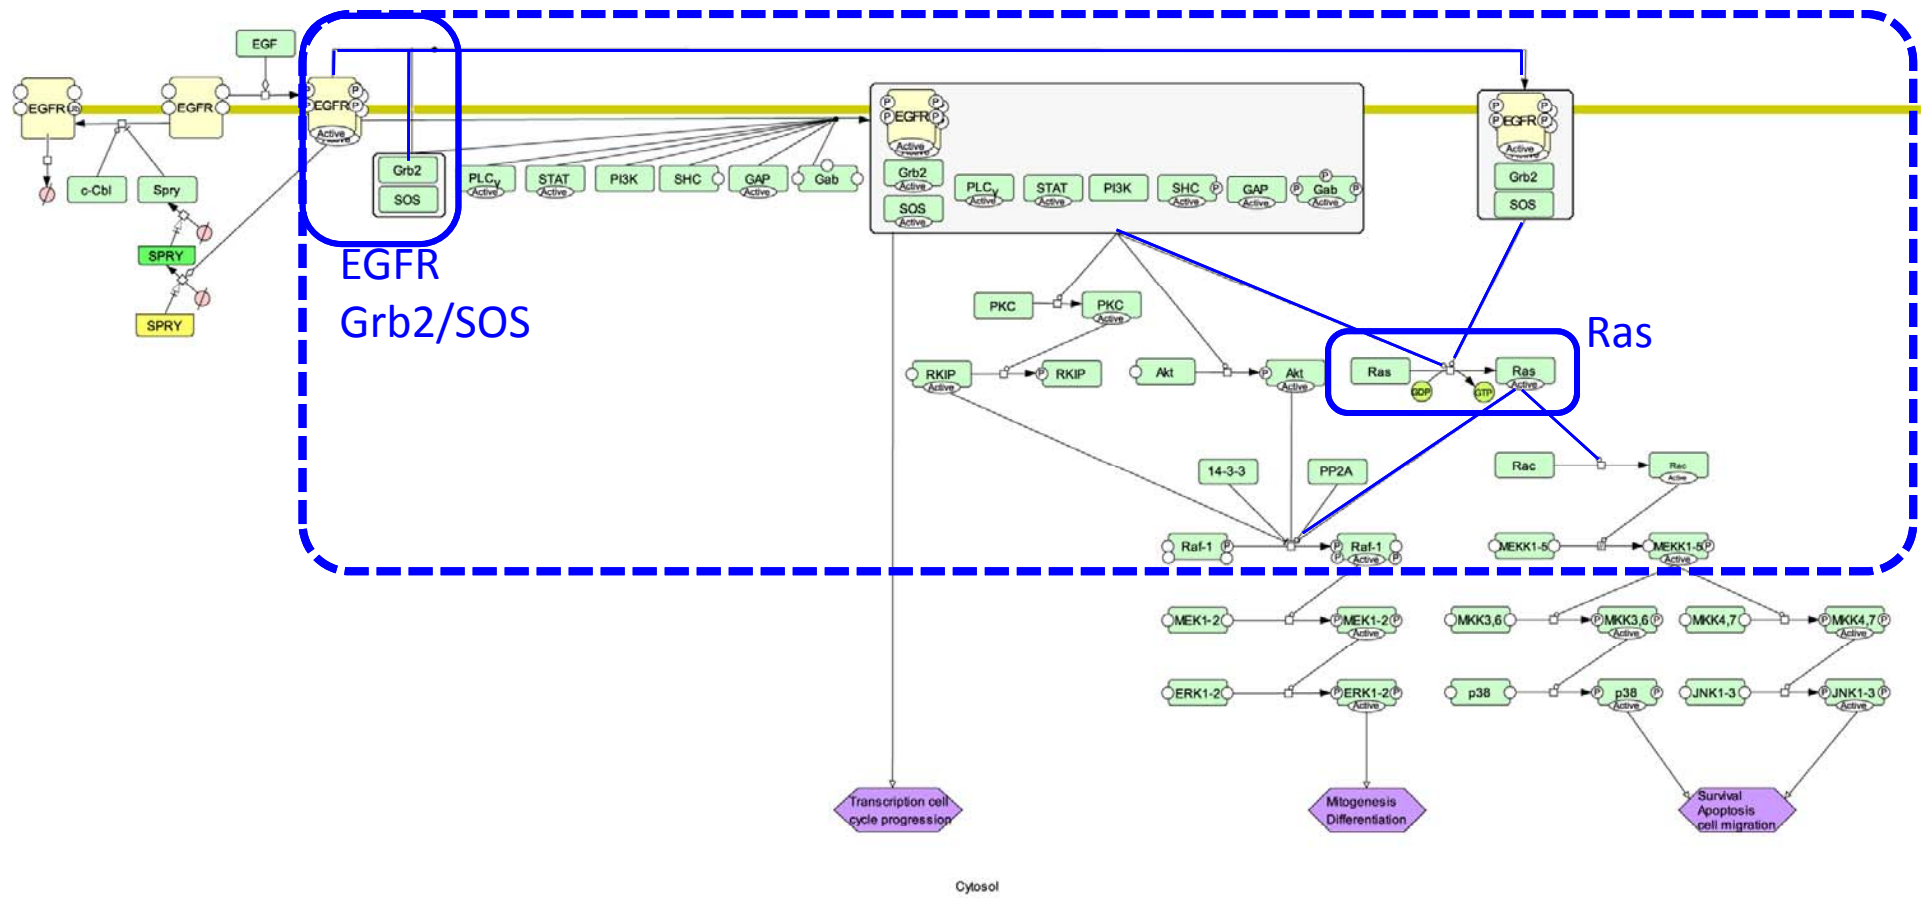 EGF
EGFR
Ub
EGFR
P
P
EGFR
P
P
Active
Active
c-Cbl
Spry
SPRY
SPRY
Grb2
SOS
EGFR
Grb2/SOS
PLCγ
Active
STAT
Active
PI3K
SHC
GAP
Active
Gab
P
P
EGFR
P
P
Active
Active
Grb2
Active
SOS
Active
PLCγ
Active
STAT
Active
PI3K
SHC
P
Active
GAP
Active
P
P
Gab
P
Active
P
P
EGFR
P
P
Active
Active
Grb2
SOS
PKC
PKC
Active
RKIP
Active
P
RKIP
Akt
P
Akt
Active
Ras
Ras
GDP
GTP
Ras
Active
14-3-3
PP2A
Rac
Rac
Active
Raf-1
P
P
P
Raf-1
P
Active
MEKK1-5
MEKK1-5
P
Active
MEK1-2
P
MEK1-2
P
Active
MKK3,6
P
MKK3,6
P
Active
MKK4,7
P
MKK4,7
P
Active
ERK1-2
P
ERK1-2
P
Active
p38
P
p38
P
Active
JNK1-3
P
JNK1-3
P
Active
Transcription cell
cycle progression
Mitogenesis
Differentiation
Survival
Apoptosis
cell migration
Cytosol